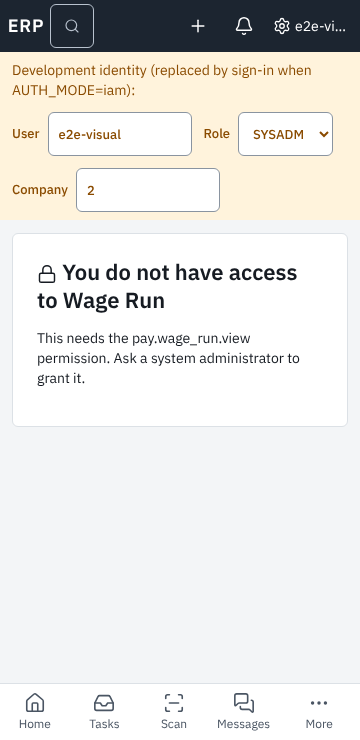 ERP
e2e-vi...
Development identity (replaced by sign-in when
AUTH_MODE=iam):
User e2e-visual Role SYSADM
Company 2
You do not have access
to Wage Run
This needs the pay.wage_run.view
permission. Ask a system administrator to
grant it.
Home Tasks Scan Messages More